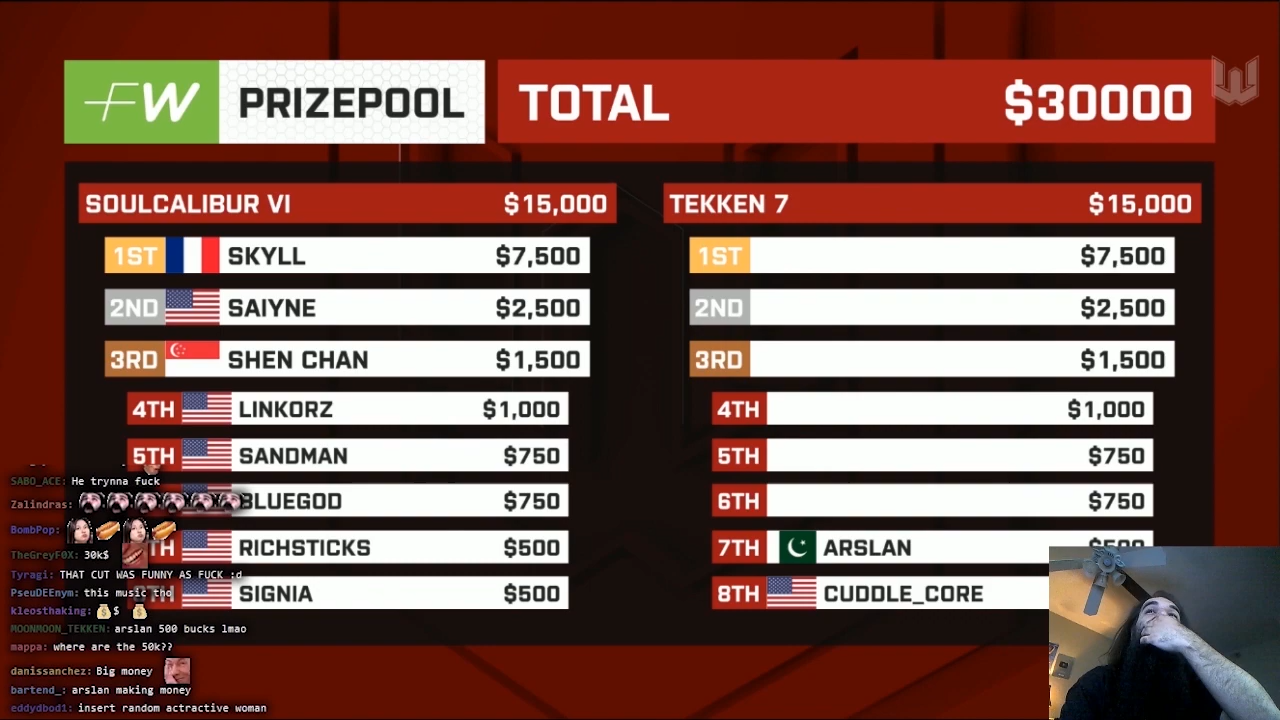 FW PRIZEPOOL TOTAL $30000
SOULCALIBUR VI $15,000
1ST SKYLL $7,500
2ND SAIYNE $2,500
3RD SHEN CHAN $1,500
4TH LINKORZ $1,000
5TH SANDMAN $750
BLUEGOD $750
TH RICHSTICKS $500
8TH SIGNIA $500
TEKKEN 7 $15,000
1ST $7,500
2ND $2,500
3RD $1,500
4TH $1,000
5TH $750
6TH $750
7TH ARSLAN $500
8TH CUDDLE_CORE
SABO_ACE: He trynna fuck
Zalindras:
BombPop:
TheGreyF0X: 30k$
Tyragi: THAT CUT WAS FUNNY AS FUCK :d
PseuDEEnym: this music tho
kleosthaking: $
MOONMOON_TEKKEN: arslan 500 bucks lmao
mappa: where are the 50k??
danissanchez: Big money
bartend_: arslan making money
eddydbod1: insert random actractive woman
W